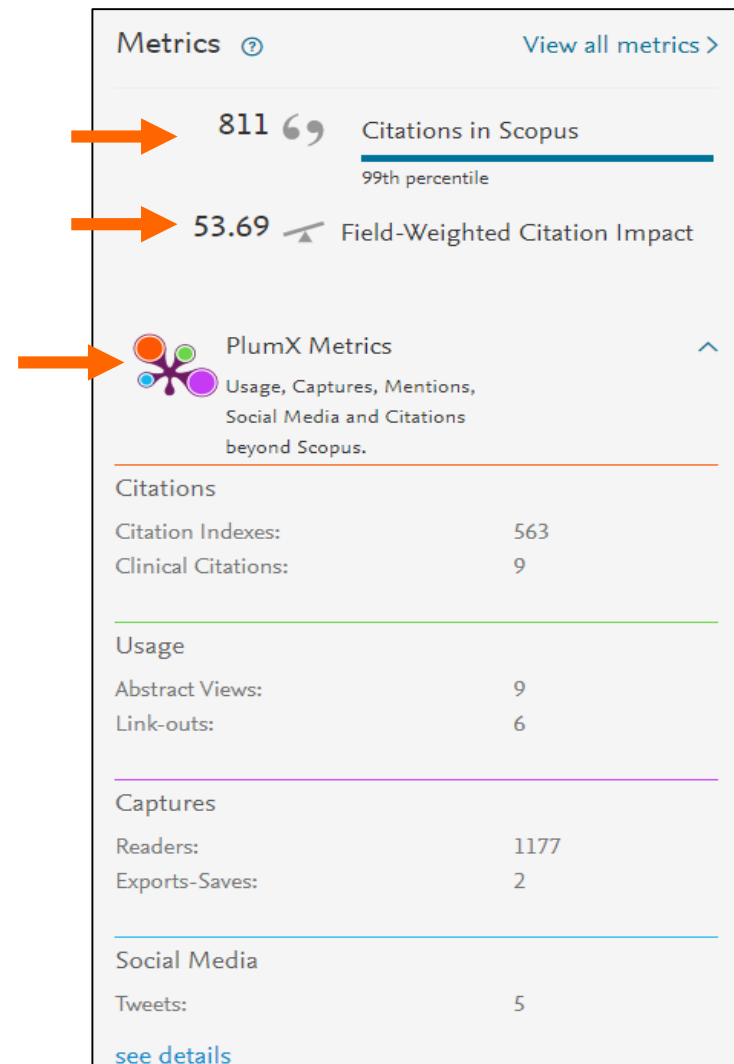 Metrics
View all metrics >
811 Citations in Scopus
99th percentile
53.69 Field-Weighted Citation Impact
PlumX Metrics
Usage, Captures, Mentions,
Social Media and Citations
beyond Scopus.
Citations
Citation Indexes: 563
Clinical Citations: 9
Usage
Abstract Views: 9
Link-outs: 6
Captures
Readers: 1177
Exports-Saves: 2
Social Media
Tweets: 5
see details